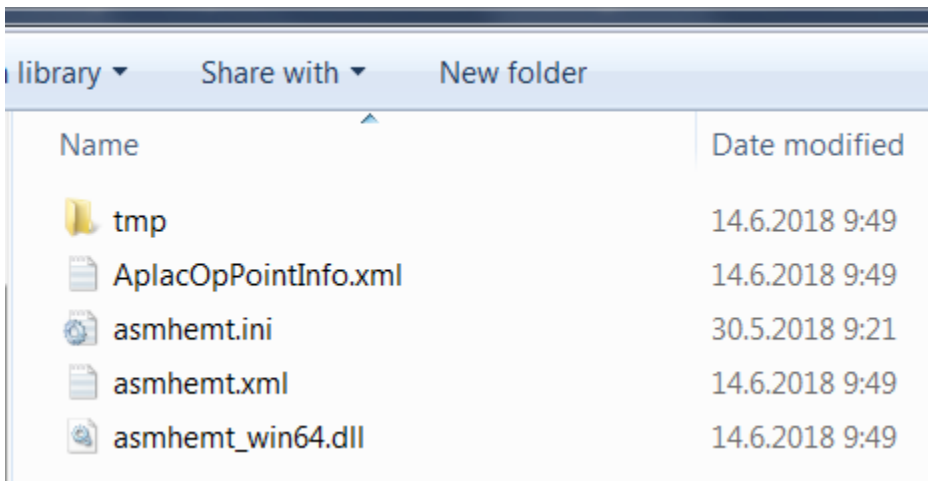 library Share with New folder
Name Date modified
tmp 14.6.2018 9:49
AplacOpPointInfo.xml 14.6.2018 9:49
asmhemt.ini 30.5.2018 9:21
asmhemt.xml 14.6.2018 9:49
asmhemt_win64.dll 14.6.2018 9:49